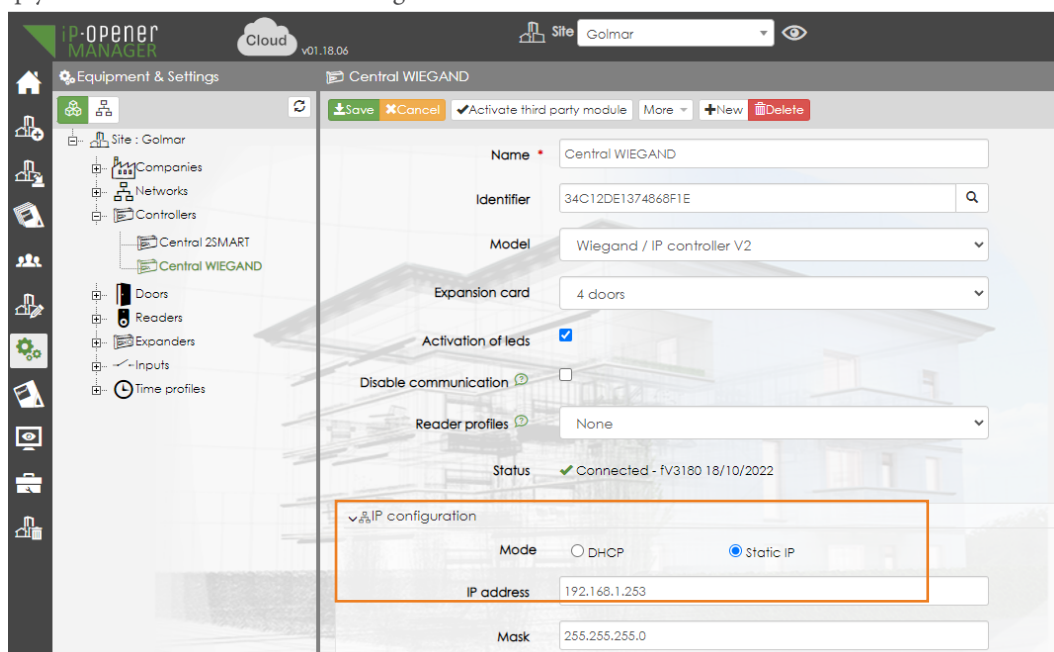 iP-OPENER MANAGER Cloud v01.18.06 Site Golmar
Equipment & Settings
Central WIEGAND
Save Cancel Activate third party module More New Delete
Site : Golmar
Companies
Networks
Controllers
Central 2SMART
Central WIEGAND
Doors
Readers
Expanders
Inputs
Time profiles
Name * Central WIEGAND
Identifier 34C12DE1374868F1E
Model Wiegand / IP controller V2
Expansion card 4 doors
Activation of leds
Disable communication ?
Reader profiles ? None
Status Connected - fV3180 18/10/2022
IP configuration
Mode DHCP Static IP
IP address 192.168.1.253
Mask 255.255.255.0